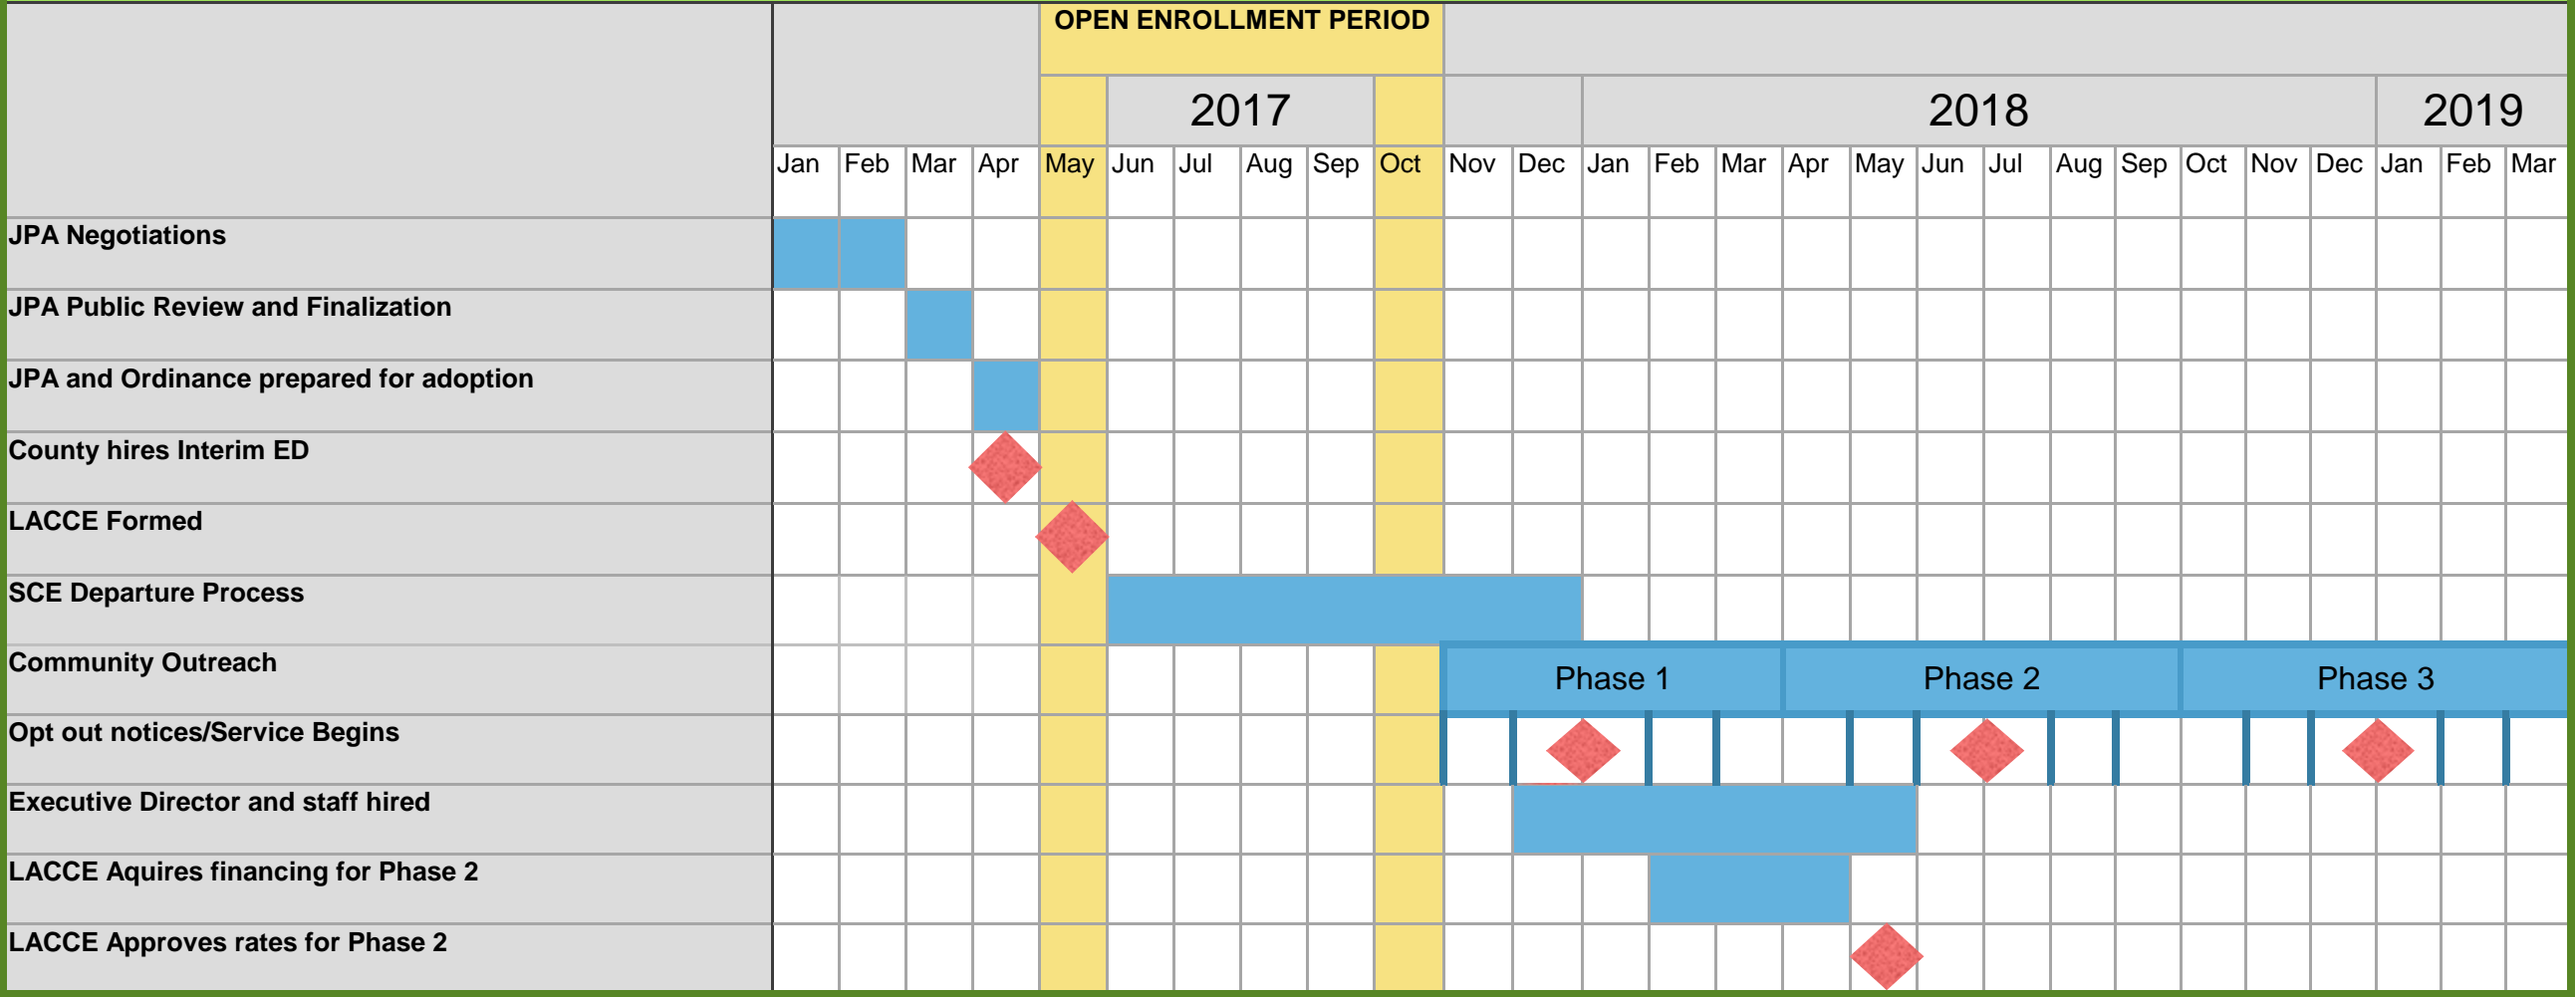 OPEN ENROLLMENT PERIOD
2017 2018 2019
Jan Feb Mar Apr May Jun Jul Aug Sep Oct Nov Dec Jan Feb Mar Apr May Jun Jul Aug Sep Oct Nov Dec Jan Feb Mar
JPA Negotiations
JPA Public Review and Finalization
JPA and Ordinance prepared for adoption
County hires Interim ED
LACCE Formed
SCE Departure Process
Community Outreach Phase 1 Phase 2 Phase 3
Opt out notices/Service Begins
Executive Director and staff hired
LACCE Aquires financing for Phase 2
LACCE Approves rates for Phase 2